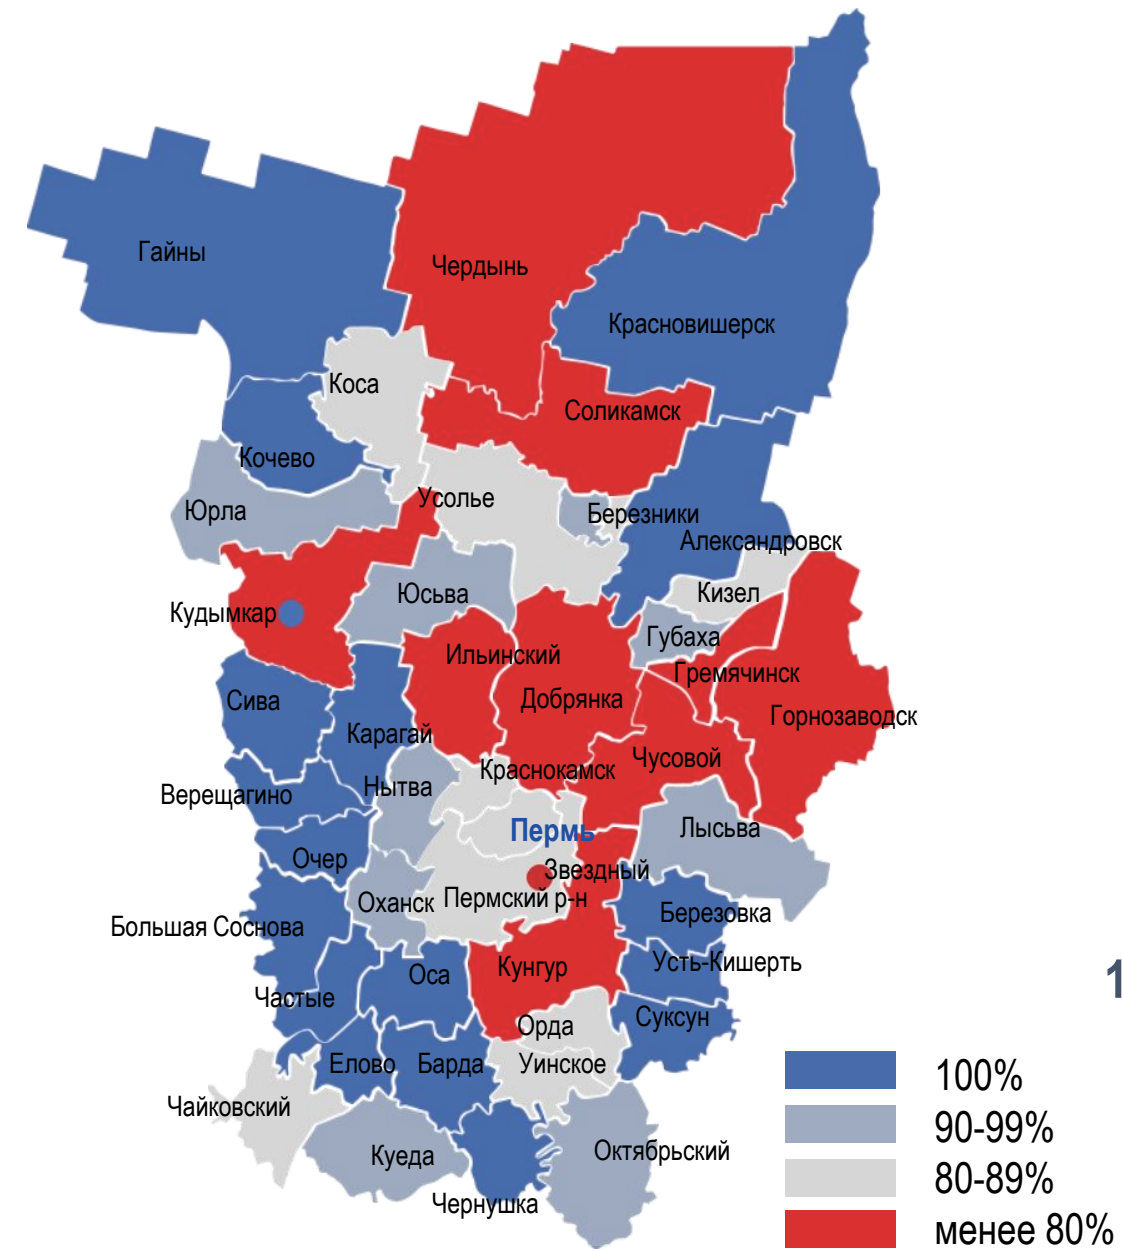 Гайны
Чердынь
Красновишерск
Коса
Соликамск
Кочево
Усолье
Юрла
Березники
Александровск
Юсьва
Кизел
Кудымкар
Губаха
Ильинский
Гремячинск
Сива
Добрянка
Горнозаводск
Карагай
Чусовой
Краснокамск
Нытва
Верещагино
Пермь
Лысьва
Очер
Звездный
Пермский р-н
Оханск
Березовка
Большая Соснова
Усть-Кишерть
Кунгур
Оса
1
Частые
Суксун
Орда
Елово
Барда
Уинское
100%
Чайковский
90-99%
Куеда
Октябрьский
80-89%
Чернушка
менее 80%